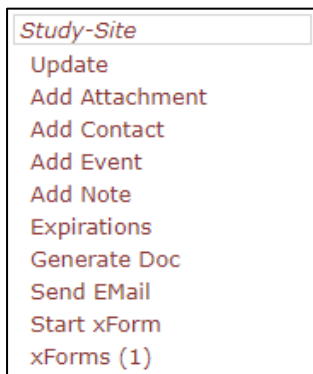 Study-Site
Update
Add Attachment
Add Contact
Add Event
Add Note
Expirations
Generate Doc
Send EMail
Start xForm
xForms (1)